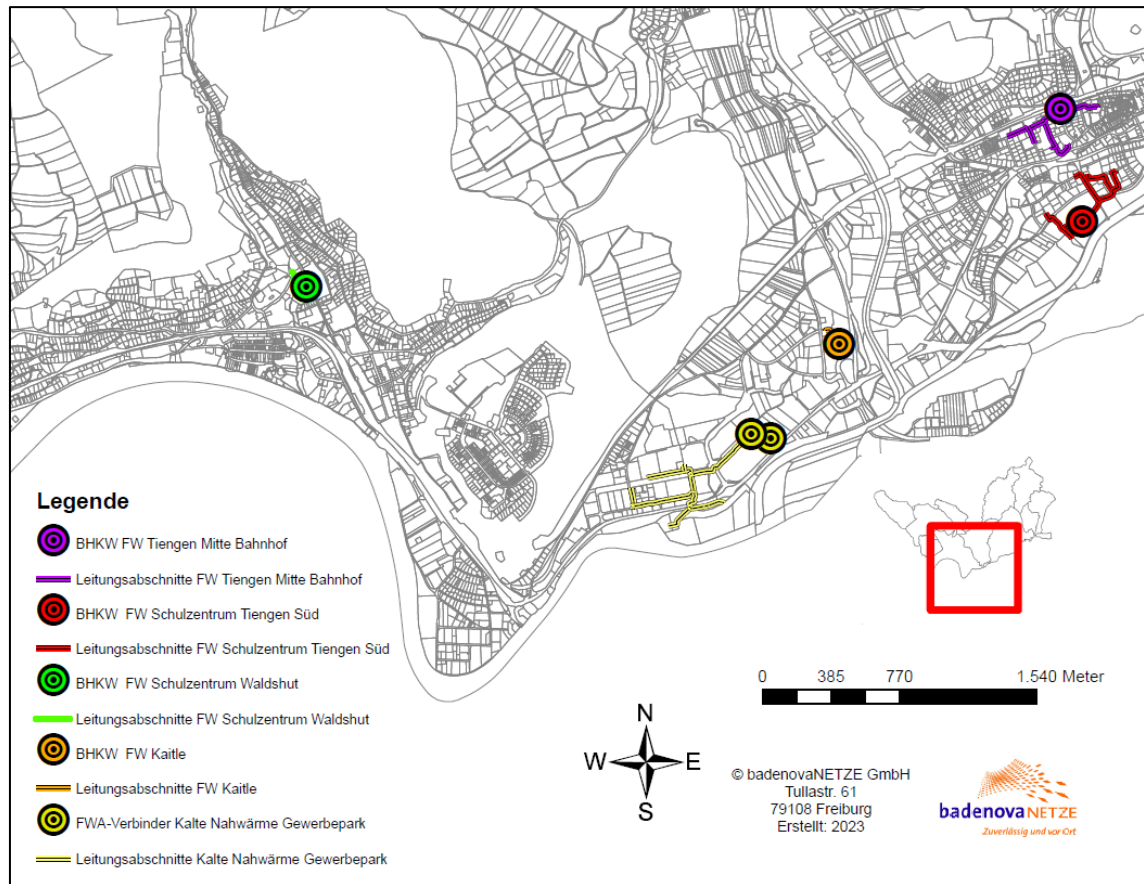 Legende
BHKW FW Tiengen Mitte Bahnhof
Leitungsabschnitte FW Tiengen Mitte Bahnhof
BHKW FW Schulzentrum Tiengen Süd
Leitungsabschnitte FW Schulzentrum Tiengen Süd
BHKW FW Schulzentrum Waldshut
Leitungsabschnitte FW Schulzentrum Waldshut
BHKW FW Kaitle
Leitungsabschnitte FW Kaitle
FWA-Verbinder Kalte Nahwärme Gewerbepark
Leitungsabschnitte Kalte Nahwärme Gewerbepark
0 385 770 1.540 Meter
N
W E
S
© badenovaNETZE GmbH
Tullastr. 61
79108 Freiburg
Erstellt: 2023
badenovaNETZE
Zuverlässig und vor Ort